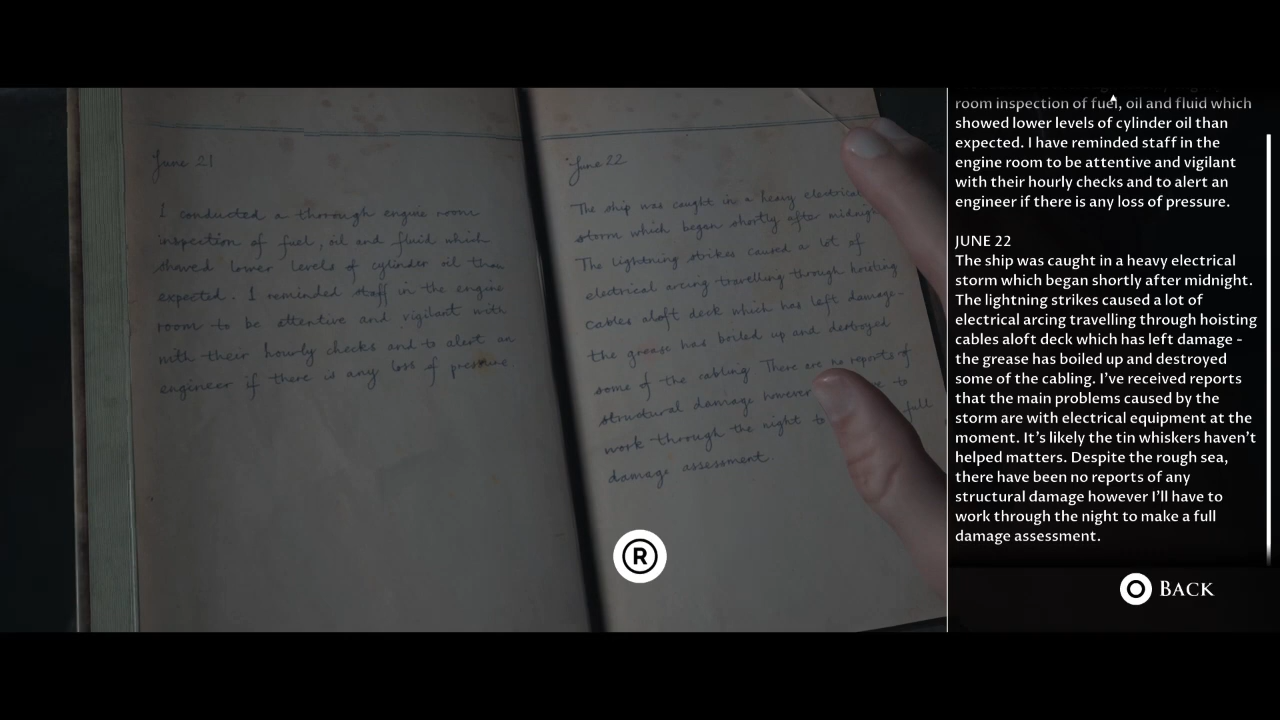 June 21
I conducted a thorough engine room
inspection of fuel, oil and fluid which
showed lower levels of cylinder oil than
expected. I reminded staff in the engine
room to be attentive and vigilant with
with their hourly checks and to alert an
engineer if there is any loss of pressure
June 22
The ship was caught in a heavy electrical
storm which began shortly after
The lightning strikes caused a lot of
electrical arcing travelling through hoisting
cables aloft deck which has left damage -
the grease has boiled up and destroyed
some of the cabling There are no reports of
structural damage however to
work through the night to full
damage assessment.
R
room inspection of fuel, oil and fluid which
showed lower levels of cylinder oil than
expected. I have reminded staff in the
engine room to be attentive and vigilant
with their hourly checks and to alert an
engineer if there is any loss of pressure.
JUNE 22
The ship was caught in a heavy electrical
storm which began shortly after midnight.
The lightning strikes caused a lot of
electrical arcing travelling through hoisting
cables aloft deck which has left damage -
the grease has boiled up and destroyed
some of the cabling. I've received reports
that the main problems caused by the
storm are with electrical equipment at the
moment. It's likely the tin whiskers haven't
helped matters. Despite the rough sea,
there have been no reports of any
structural damage however I'll have to
work through the night to make a full
damage assessment.
BACK